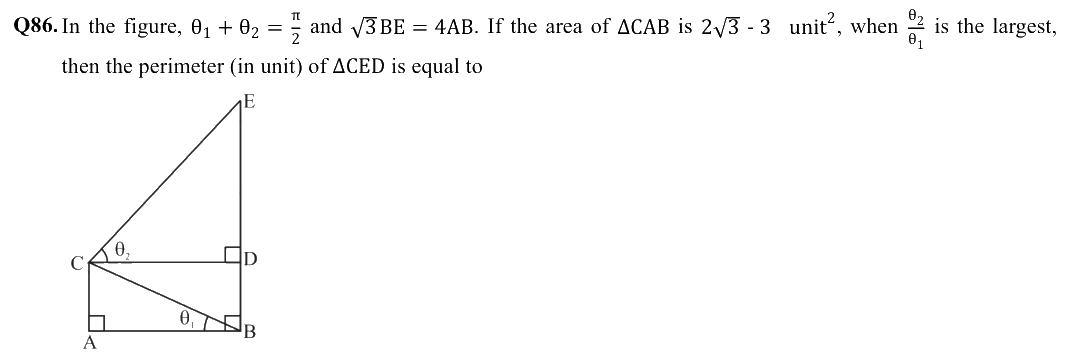 Q86. In the figure, θ₁ + θ₂ = π/2 and √3 BE = 4AB. If the area of ΔCAB is 2√3 - 3 unit², when θ₂/θ₁ is the largest,
then the perimeter (in unit) of ΔCED is equal to
E
θ₂
C
D
θ₁
B
A